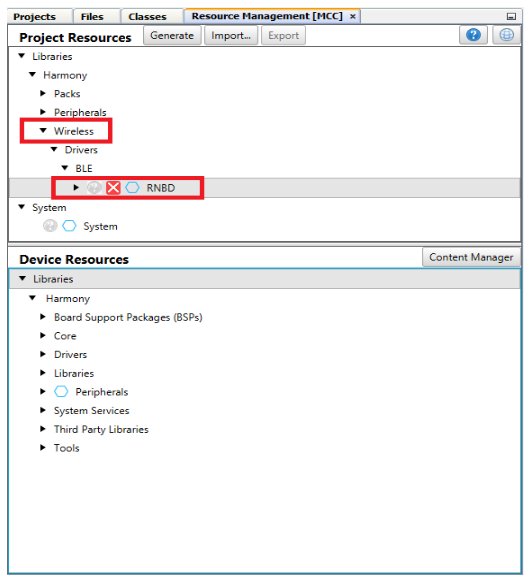 Projects Files Classes Resource Management [MCC] ×
Project Resources Generate Import... Export
Libraries
Harmony
Packs
Peripherals
Wireless
Drivers
BLE
RNBD
System
System
Device Resources Content Manager
Libraries
Harmony
Board Support Packages (BSPs)
Core
Drivers
Libraries
Peripherals
System Services
Third Party Libraries
Tools